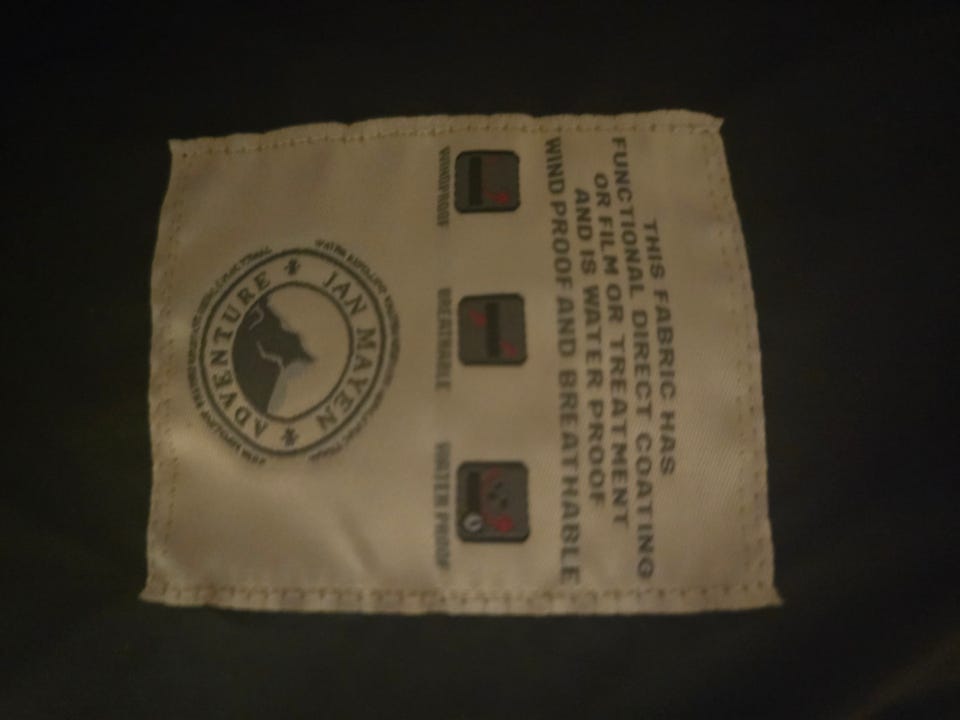 THIS FABRIC HAS
FUNCTIONAL DIRECT COATING
OR FILM OR TREATMENT
AND IS WATER PROOF
WIND PROOF AND BREATHABLE
WINDPROOF
BREATHABLE
WATER PROOF
JAN MAYEN
ADVENTURE